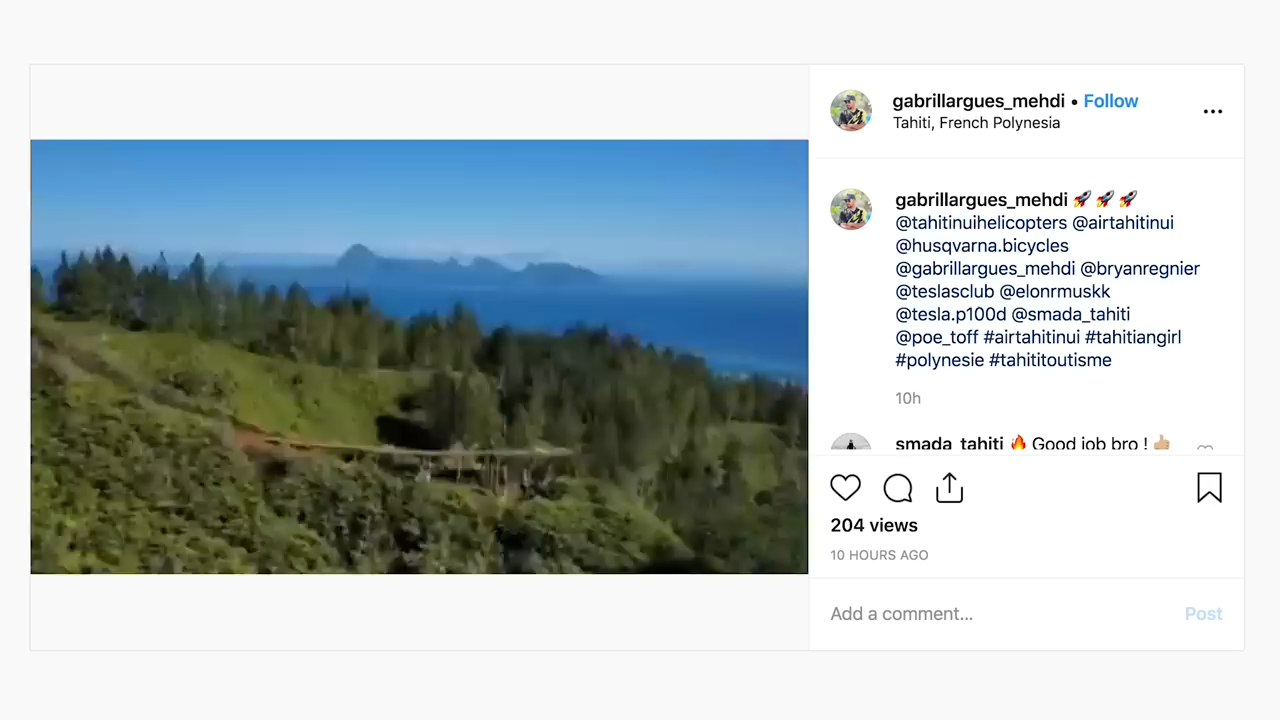 gabrillargues_mehdi • Follow
Tahiti, French Polynesia
gabrillargues_mehdi 🚀 🚀 🚀
@tahitinuihelicopters @airtahitinui
@husqvarna.bicycles
@gabrillargues_mehdi @bryanregnier
@teslasclub @elonrmuskk
@tesla.p100d @smada_tahiti
@poe_toff #airtahitinui #tahitiangirl
#polynesie #tahititoutisme
10h
smada_tahiti 🔥 Good job bro ! 👍🏼
204 views
10 HOURS AGO
Add a comment...
Post